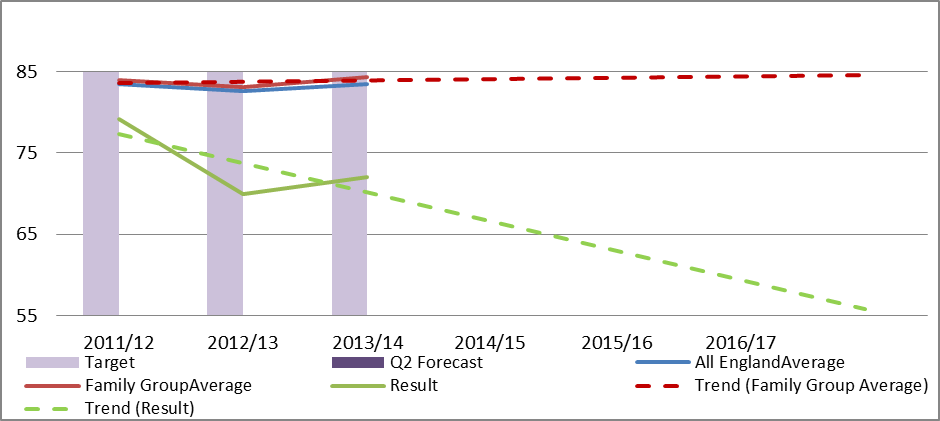 85
75
65
55
2011/12 2012/13 2013/14 2014/15 2015/16 2016/17
Target Q2 Forecast All EnglandAverage
Family GroupAverage Result Trend (Family Group Average)
Trend (Result)